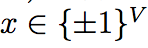 x ∈ {±1}^V